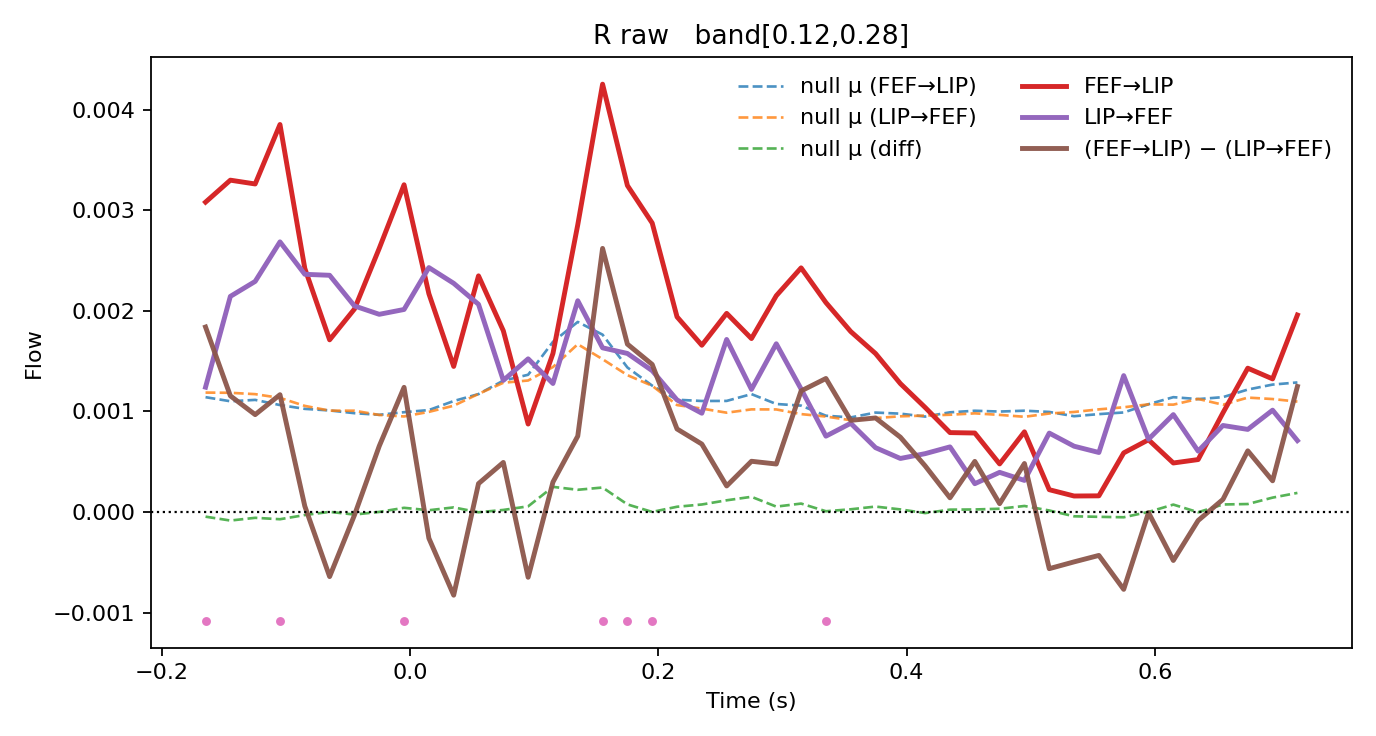 R raw   band[0.12,0.28]
null μ (FEF→LIP)
null μ (LIP→FEF)
null μ (diff)
FEF→LIP
LIP→FEF
(FEF→LIP) − (LIP→FEF)
Flow
0.004
0.003
0.002
0.001
0.000
−0.001
−0.2
0.0
0.2
0.4
0.6
Time (s)